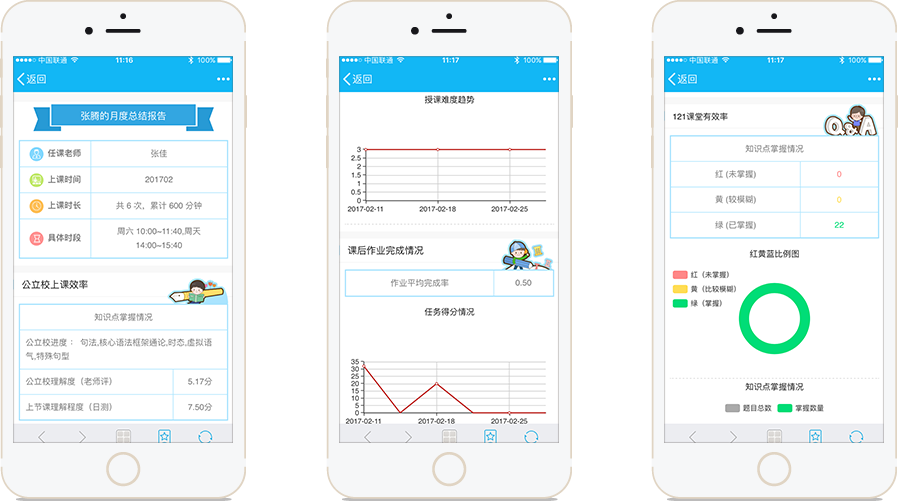 中国联通 11:16 100%
返回
张腾的月度总结报告
任课老师 张佳
上课时间 201702
上课时长 共 6 次，累计 600 分钟
具体时段 周六 10:00~11:40,周天
14:00~15:40
公立校上课效率
知识点掌握情况
公立校进度： 句法,核心语法框架通论,时态,虚拟语
气,特殊句型
公立校理解度（老师评） 5.17分
上节课理解程度（日测） 7.50分
中国联通 11:17 100%
返回
授课难度趋势
3
2.5
2
1.5
1
0.5
0
2017-02-11 2017-02-18 2017-02-25
课后作业完成情况
作业平均完成率 0.50
任务得分情况
35
30
25
20
15
10
5
0
2017-02-11 2017-02-18 2017-02-25
中国联通 11:17 100%
返回
121课堂有效率
Q&A
知识点掌握情况
红 (未掌握) 0
黄 (较模糊) 0
绿 (已掌握) 22
红黄蓝比例图
红（未掌握）
黄（比较模糊）
绿（掌握）
知识点掌握情况
题目总数 掌握数量